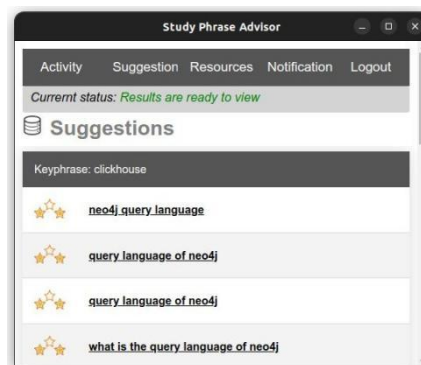 Study Phrase Advisor
Activity Suggestion Resources Notification Logout
Currernt status: Results are ready to view
Suggestions
Keyphrase: clickhouse
neo4j query language
query language of neo4j
query language of neo4j
what is the query language of neo4j